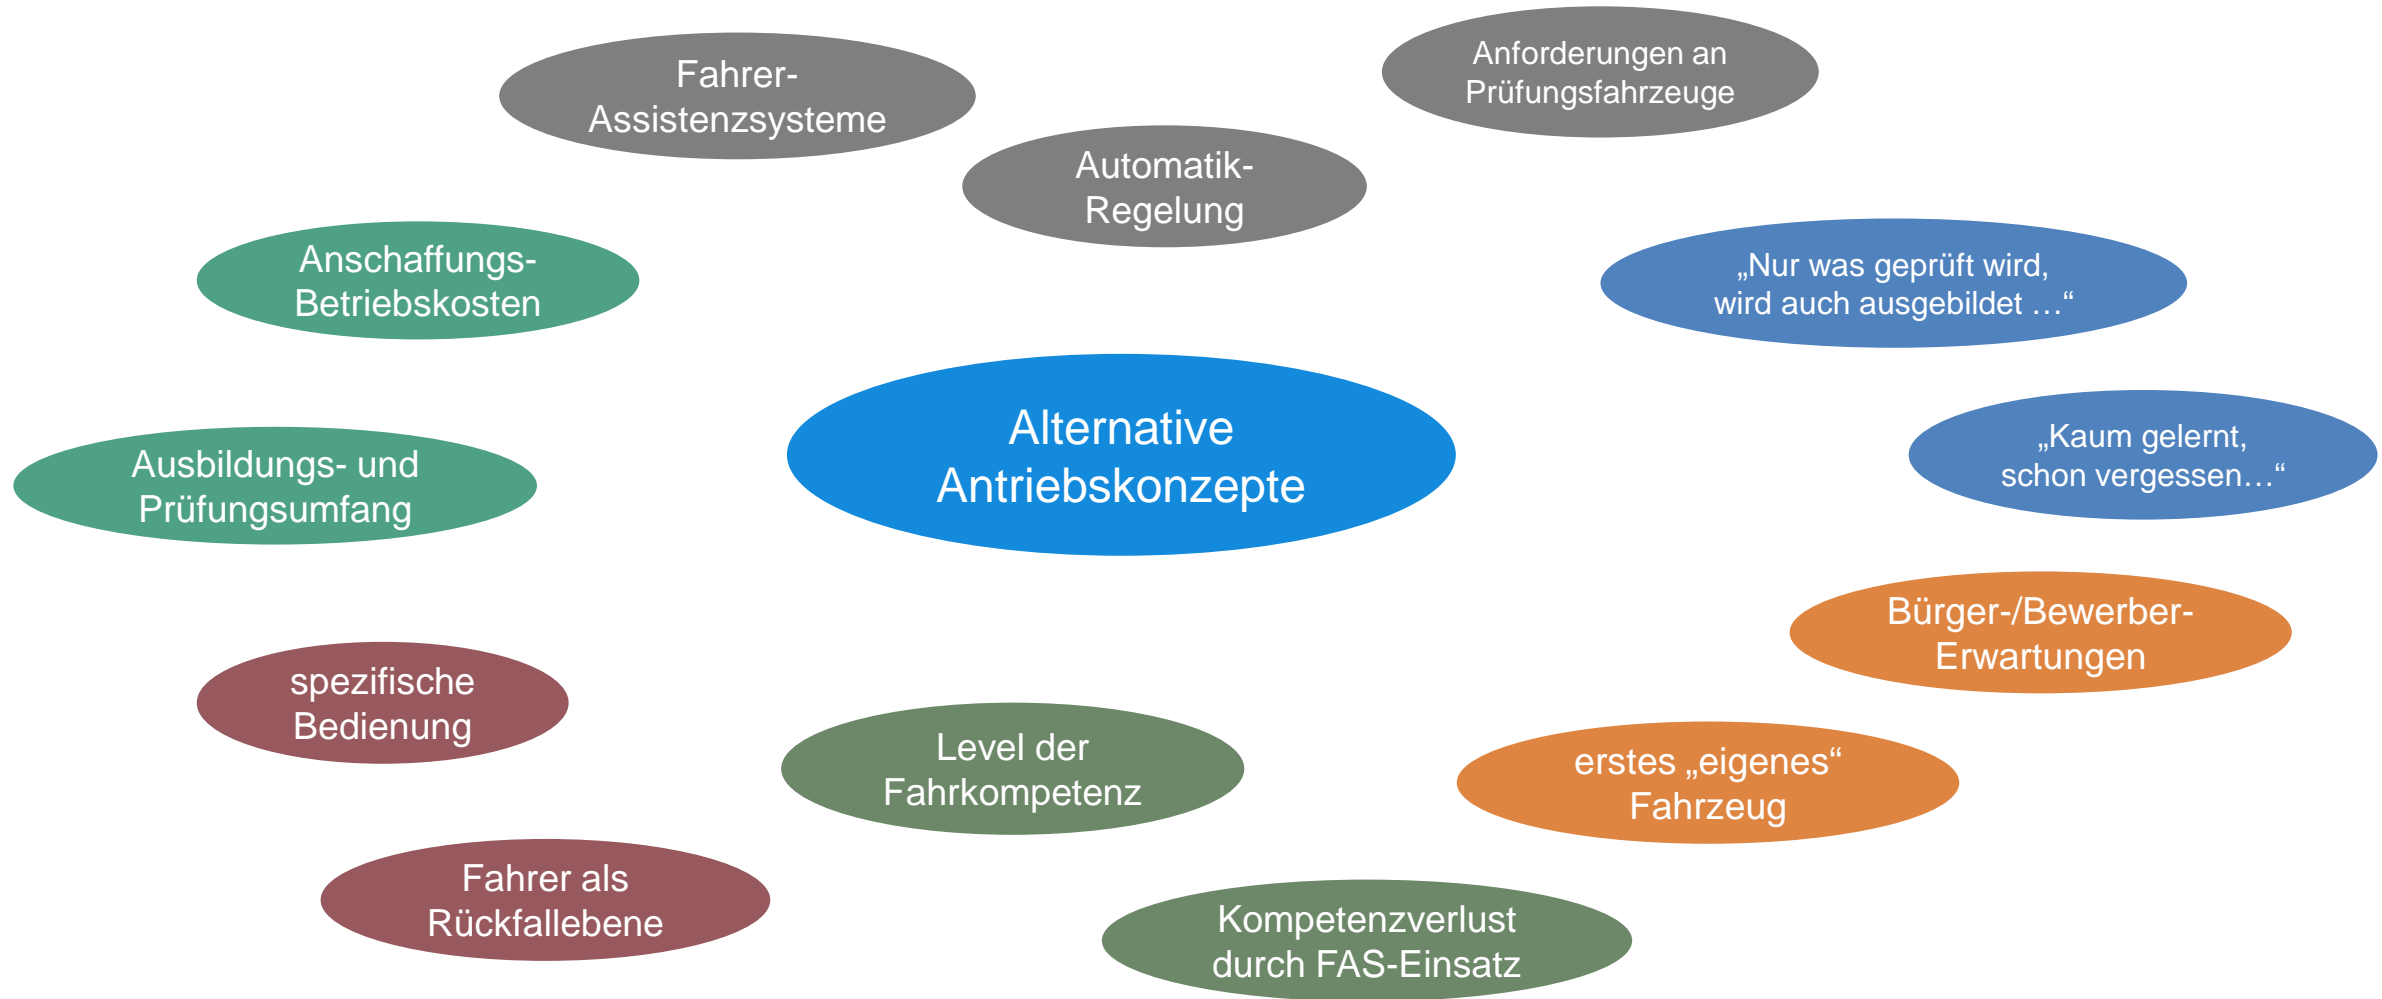 Anforderungen an
Prüfungsfahrzeuge
Fahrer-
Assistenzsysteme
Automatik-
Regelung
Anschaffungs-
Betriebskosten
„Nur was geprüft wird,
wird auch ausgebildet …“
Alternative
Antriebskonzepte
„Kaum gelernt,
schon vergessen…“
Ausbildungs- und
Prüfungsumfang
Bürger-/Bewerber-
Erwartungen
spezifische
Bedienung
Level der
Fahrkompetenz
erstes „eigenes“
Fahrzeug
Fahrer als
Rückfallebene
Kompetenzverlust
durch FAS-Einsatz